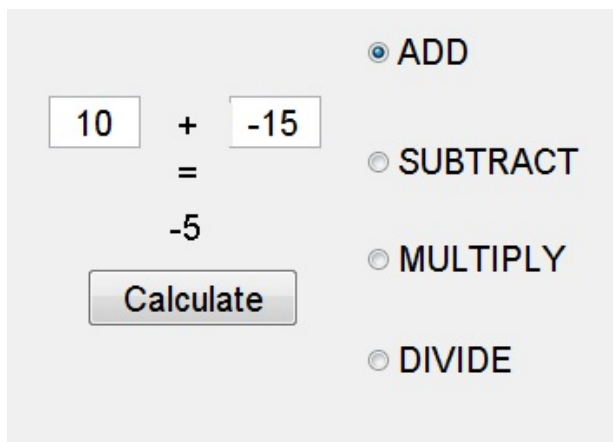 10 + -15
=
-5
Calculate
ADD
SUBTRACT
MULTIPLY
DIVIDE